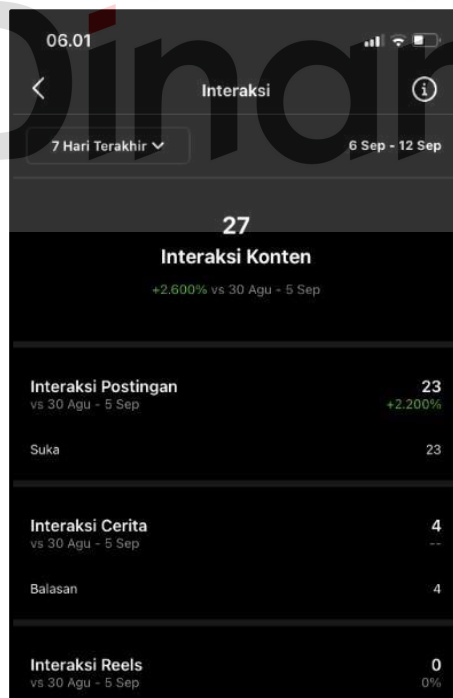 06.01
Interaksi
7 Hari Terakhir
6 Sep - 12 Sep
27
Interaksi Konten
+2.600% vs 30 Agu - 5 Sep
Interaksi Postingan 23
vs 30 Agu - 5 Sep +2.200%
Suka 23
Interaksi Cerita 4
vs 30 Agu - 5 Sep --
Balasan 4
Interaksi Reels 0
vs 30 Agu - 5 Sep 0%